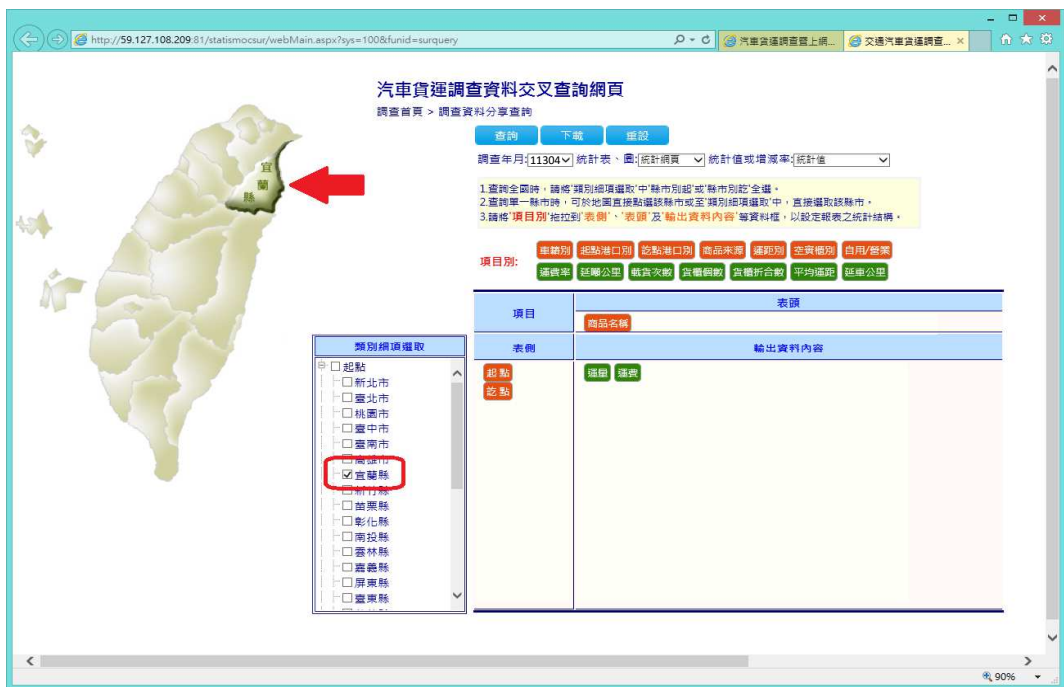 http://59.127.108.209:81/statismocsur/webMain.aspx?sys=100&funid=surquery
汽車貨運調查暨上網...
交通汽車貨運調查...
汽車貨運調查資料交叉查詢網頁
調查首頁 > 調查資料分享查詢
查詢 下載 重設
調查年月:11304 統計表、圖:統計網頁 統計值或增減率:統計值
1.查詢全國時，請將'類別細項選取'中'縣市別起'或'縣市別訖'全選。
2.查詢單一縣市時，可於地圖直接點選該縣市或至'類別細項選取'中，直接選取該縣市。
3.請將'項目別'拖拉到'表側'、'表頭'及'輸出資料內容'等資料框，以設定報表之統計結構。
項目別:
車種別 起點港口別 訖點港口別 商品來源 運距別 空實櫃別 自用/營業
運費率 延噸公里 載貨次數 貨櫃個數 貨櫃折合數 平均運距 延車公里
項目 表頭
商品名稱
表側 輸出資料內容
起點
訖點
運量 運費
宜蘭縣
類別細項選取
起點
新北市
臺北市
桃園市
臺中市
臺南市
高雄市
宜蘭縣
新竹縣
苗栗縣
彰化縣
南投縣
雲林縣
嘉義縣
屏東縣
臺東縣
90%